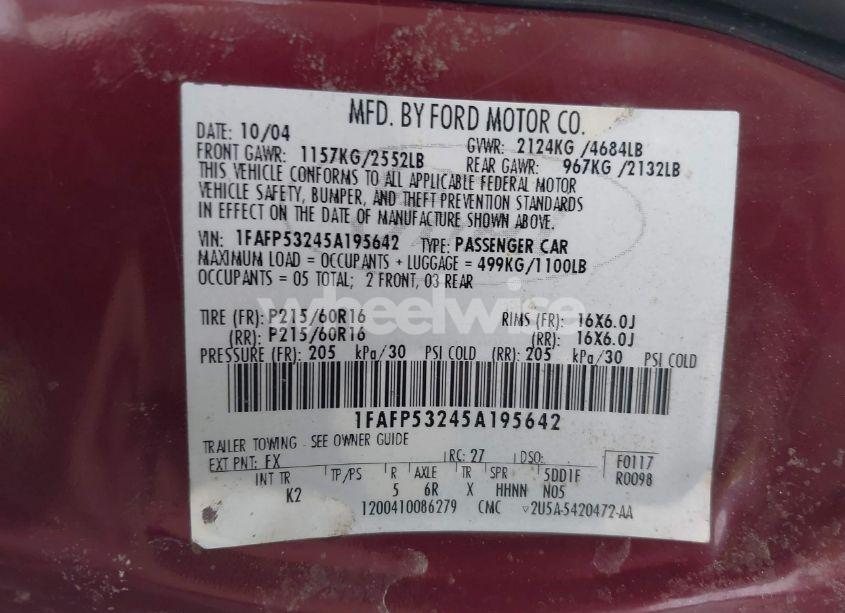 MFD. BY FORD MOTOR CO.
DATE: 10/04 GVWR: 2124KG /4684LB
FRONT GAWR: 1157KG/2552LB REAR GAWR: 967KG /2132LB
THIS VEHICLE CONFORMS TO ALL APPLICABLE FEDERAL MOTOR
VEHICLE SAFETY, BUMPER, AND THEFT PREVENTION STANDARDS
IN EFFECT ON THE DATE OF MANUFACTURE SHOWN ABOVE.
VIN: 1FAFP53245A195642 TYPE: PASSENGER CAR
MAXIMUM LOAD = OCCUPANTS + LUGGAGE = 499KG/1100LB
OCCUPANTS = 05 TOTAL; 2 FRONT, 03 REAR
wheelwise
TIRE (FR): P215/60R16 RIMS (FR): 16X6.0J
(RR): P215/60R16 (RR): 16X6.0J
PRESSURE (FR): 205 kPa/30 PSI COLD (RR): 205 kPa/30 PSI COLD
1FAFP53245A195642
TRAILER TOWING - SEE OWNER GUIDE
EXT PNT: FX RC: 27 DSO: F0117
INT TR TP/PS R AXLE TR SPR 5DD1F R0098
K2 5 6R X HHNN N05
1200410086279 CMC 2U5A-5420472-AA